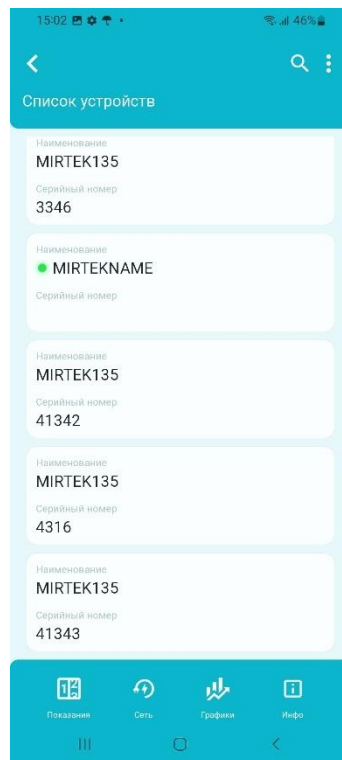 15:02
46%
Список устройств
Наименование
MIRTEK135
Серийный номер
3346
Наименование
MIRTEKNAME
Серийный номер
Наименование
MIRTEK135
Серийный номер
41342
Наименование
MIRTEK135
Серийный номер
4316
Наименование
MIRTEK135
Серийный номер
41343
Показания Сеть Графики Инфо